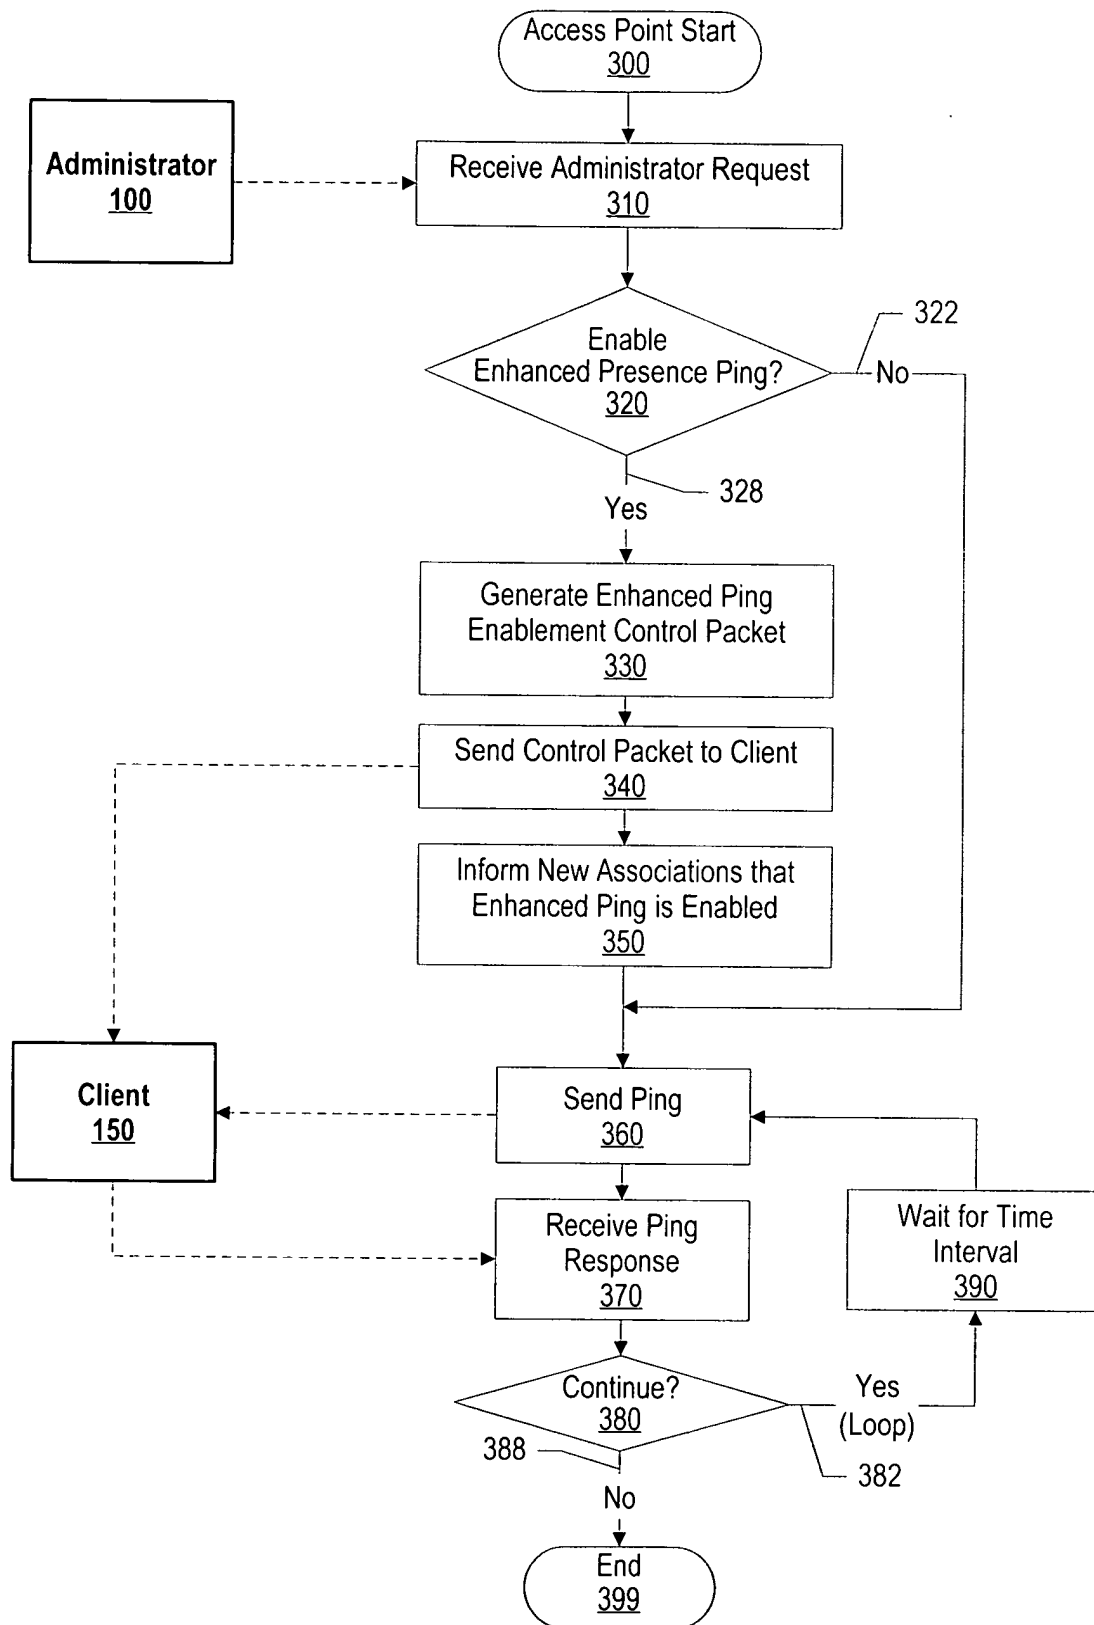 Access Point Start
300
Administrator
100
Receive Administrator Request
310
322
Enable
Enhanced Presence Ping?
320
No
328
Yes
Generate Enhanced Ping
Enablement Control Packet
330
Send Control Packet to Client
340
Inform New Associations that
Enhanced Ping is Enabled
350
Client
150
Send Ping
360
Receive Ping
Response
370
Wait for Time
Interval
390
Continue?
380
Yes
(Loop)
388
382
No
End
399